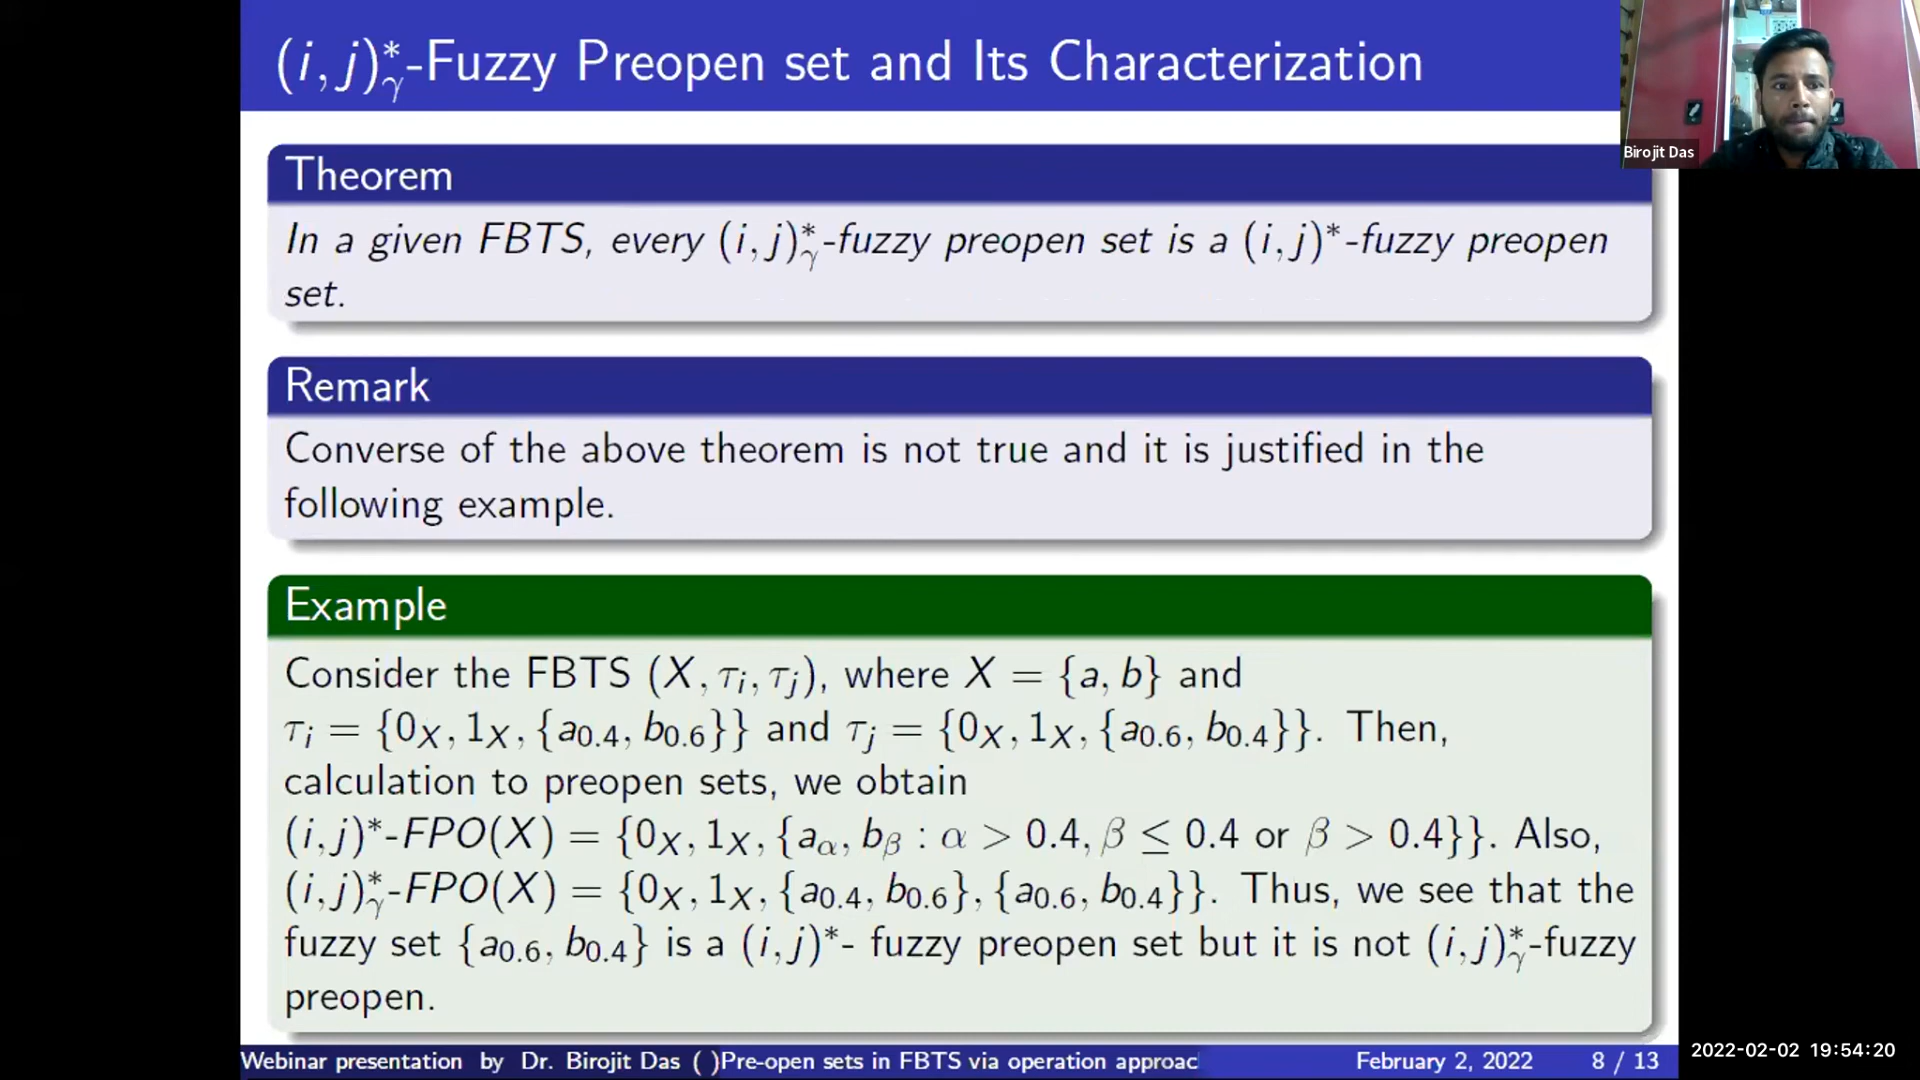 (i, j)*γ-Fuzzy Preopen set and Its Characterization
Birojit Das
Theorem
In a given FBTS, every (i, j)*γ-fuzzy preopen set is a (i, j)*-fuzzy preopen
set.
Remark
Converse of the above theorem is not true and it is justified in the
following example.
Example
Consider the FBTS (X, τi, τj), where X = {a, b} and
τi = {0X, 1X, {a0.4, b0.6}} and τj = {0X, 1X, {a0.6, b0.4}}. Then,
calculation to preopen sets, we obtain
(i, j)*-FPO(X) = {0X, 1X, {aα, bβ : α > 0.4, β ≤ 0.4 or β > 0.4}}. Also,
(i, j)*γ-FPO(X) = {0X, 1X, {a0.4, b0.6}, {a0.6, b0.4}}. Thus, we see that the
fuzzy set {a0.6, b0.4} is a (i, j)*- fuzzy preopen set but it is not (i, j)*γ-fuzzy
preopen.
Webinar presentation by Dr. Birojit Das ( ) Pre-open sets in FBTS via operation approac February 2, 2022 8 / 13
2022-02-02 19:54:20